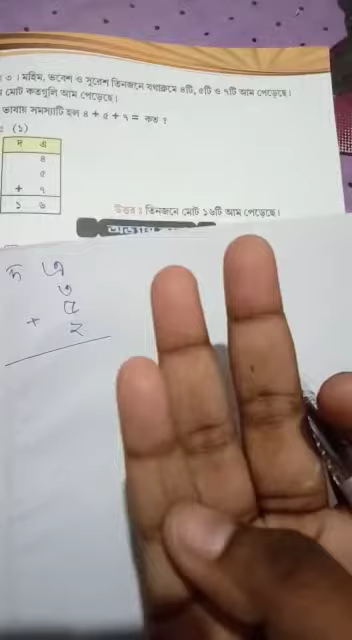 ৩ । মহিম, ভবেশ ও সুরেশ তিনজনে যথাক্রমে ৪টি, ৫টি ও ৭টি আম পেড়েছে।
মোট কতগুলি আম পেড়েছে।
ভাষায় সমস্যাটি হল ৪ + ৫ + ৭ = কত ?
(১)
দ এ
৪
৫
+ ৭
১ ৬
উত্তর : তিনজনে মোট ১৬টি আম পেড়েছে।
দ এ
৩
৫
+ ২